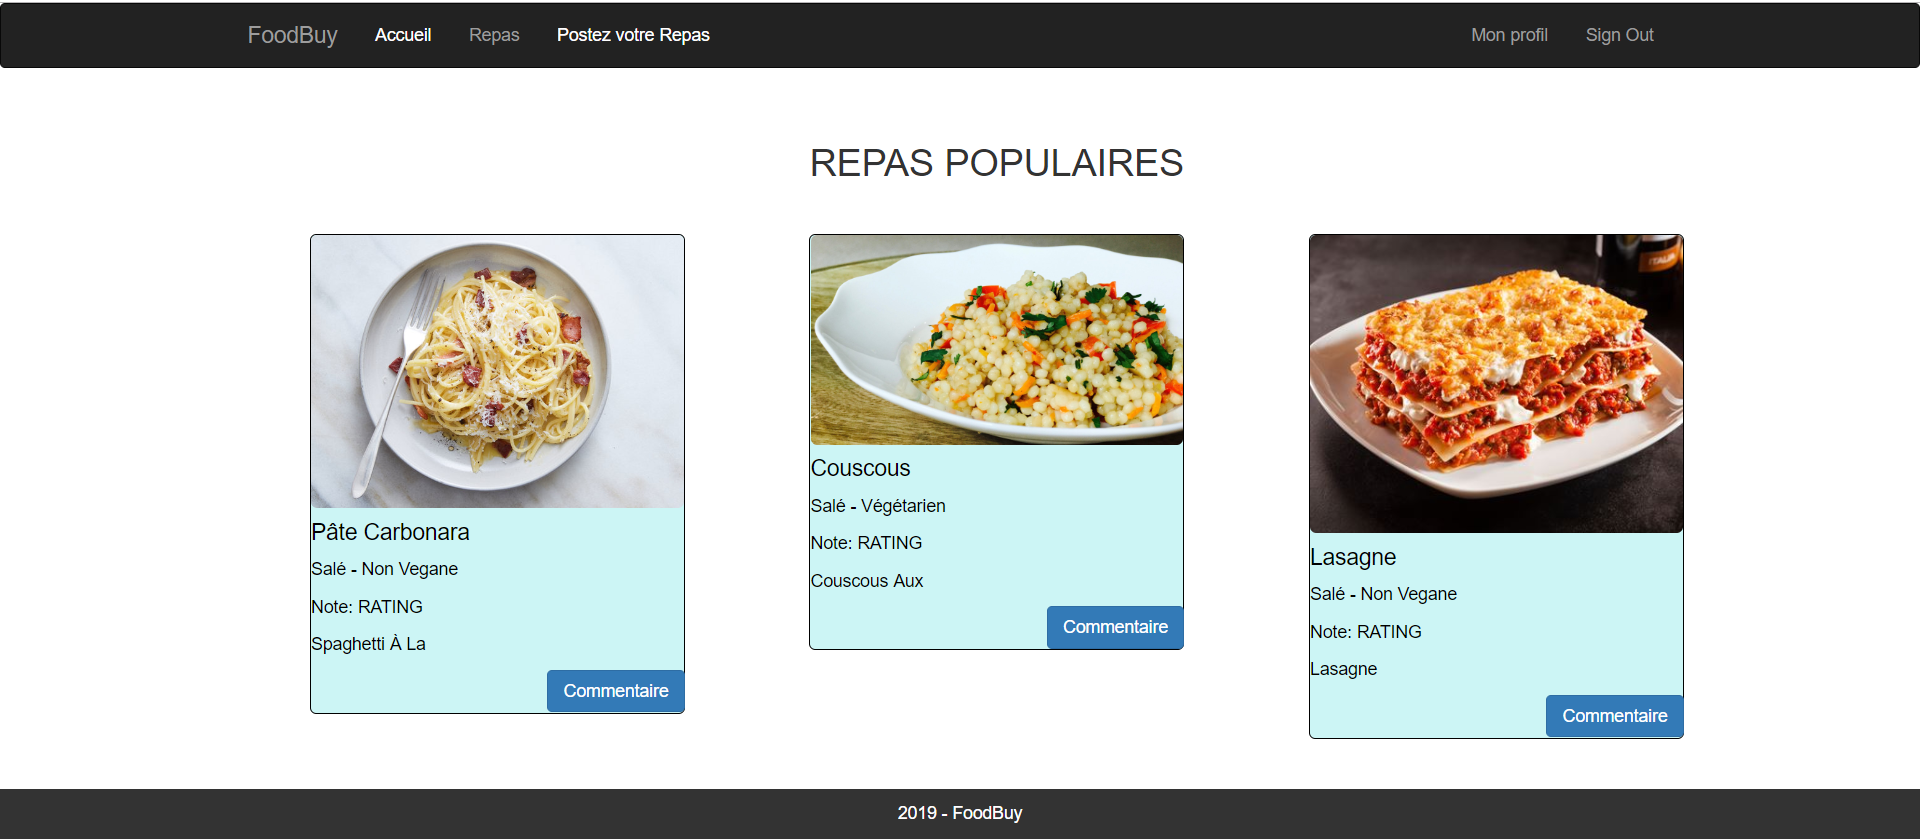 FoodBuy Accueil Repas Postez votre Repas Mon profil Sign Out
REPAS POPULAIRES
Pâte Carbonara
Salé - Non Vegane
Note: RATING
Spaghetti À La
Commentaire
Couscous
Salé - Végétarien
Note: RATING
Couscous Aux
Commentaire
ITALIA
Lasagne
Salé - Non Vegane
Note: RATING
Lasagne
Commentaire
2019 - FoodBuy